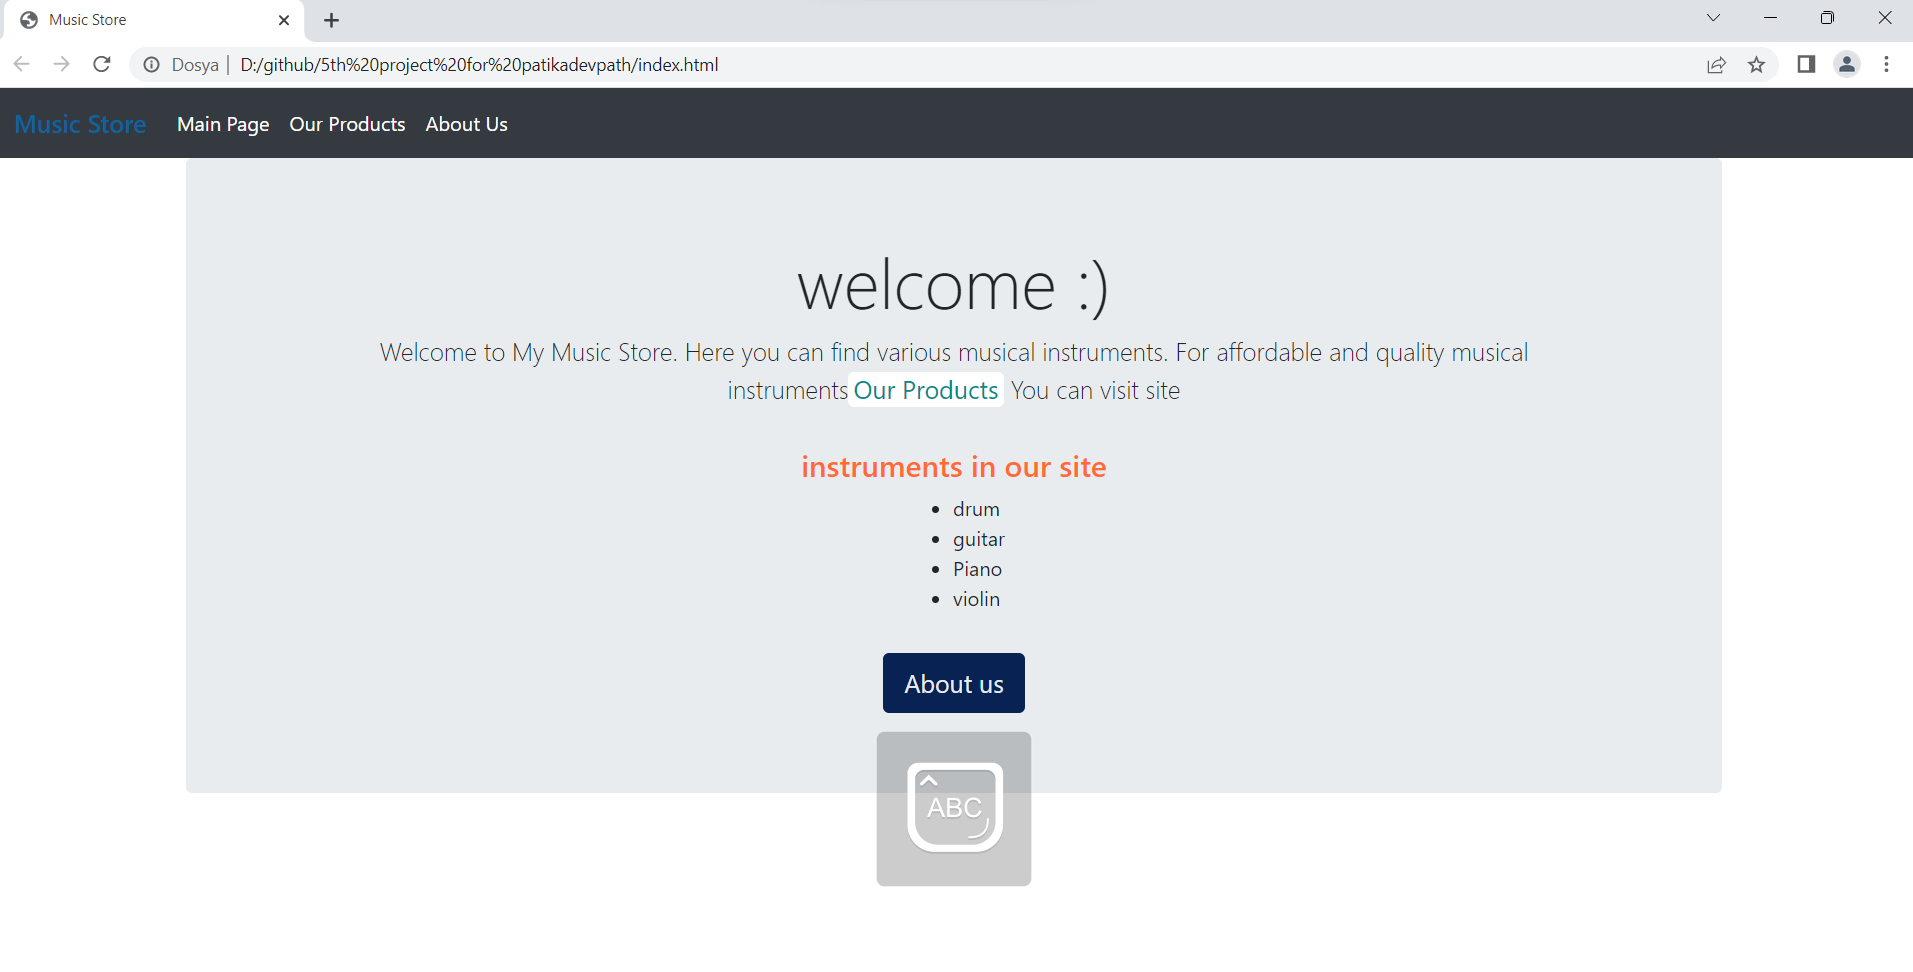 Music Store
Dosya | D:/github/5th%20project%20for%20patikadevpath/index.html
Music Store Main Page Our Products About Us
welcome :)
Welcome to My Music Store. Here you can find various musical instruments. For affordable and quality musical
instruments Our Products You can visit site
instruments in our site
• drum
• guitar
• Piano
• violin
About us
ABC